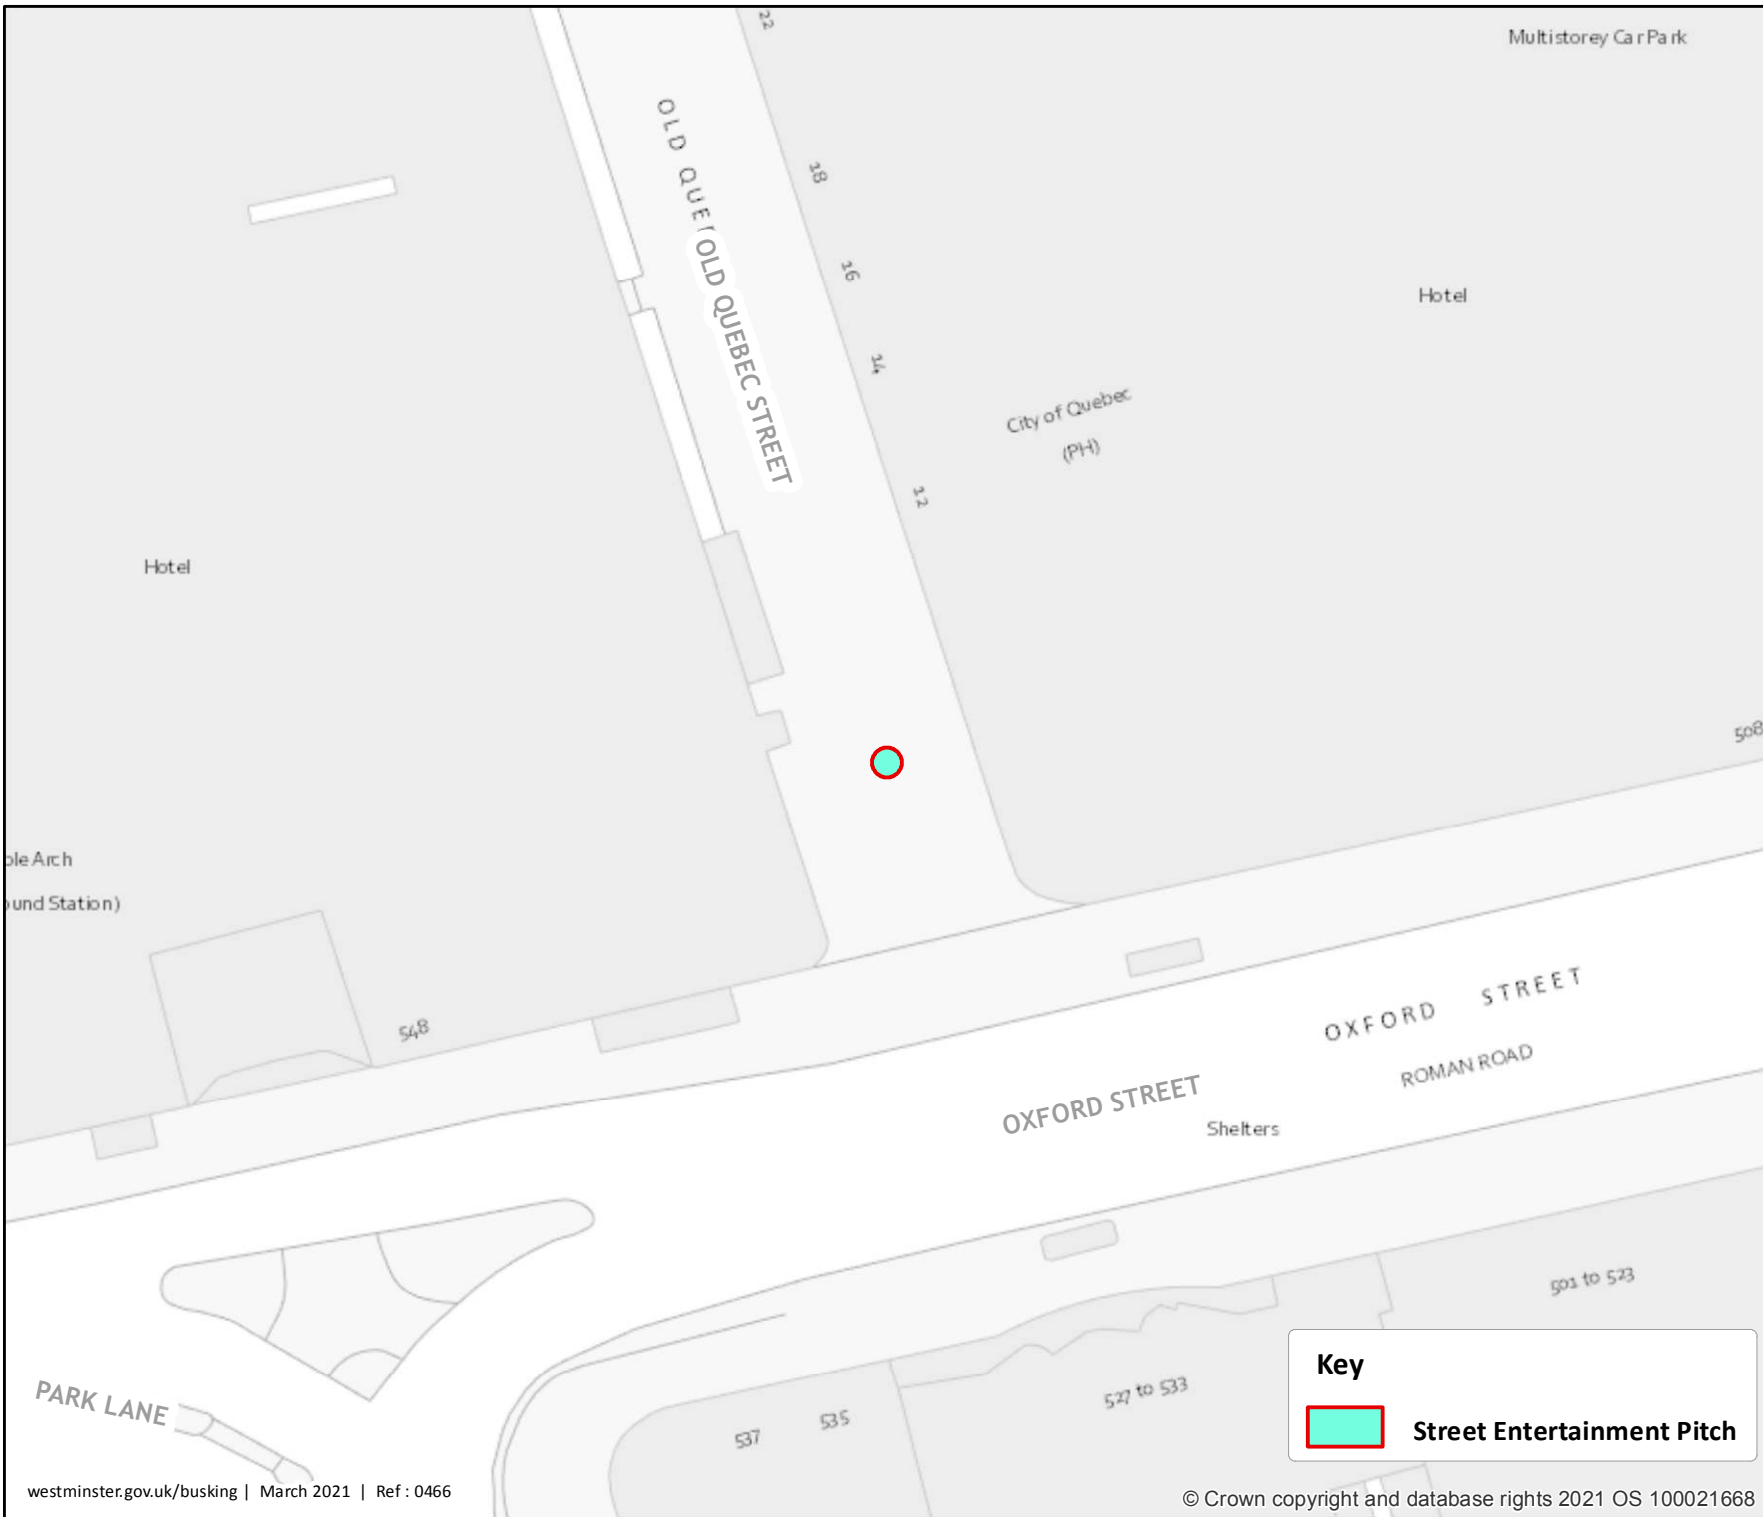 22
Multistorey Car Park
OLD QUE
18
OLD QUEBEC STREET
16
Hotel
14
City of Quebec
(PH)
12
Hotel
508
ole Arch
ound Station)
548
OXFORD STREET
ROMAN ROAD
OXFORD STREET
Shelters
501 to 523
Key
527 to 533
PARK LANE
535
537
Street Entertainment Pitch
westminster.gov.uk/busking | March 2021 | Ref : 0466
© Crown copyright and database rights 2021 OS 100021668